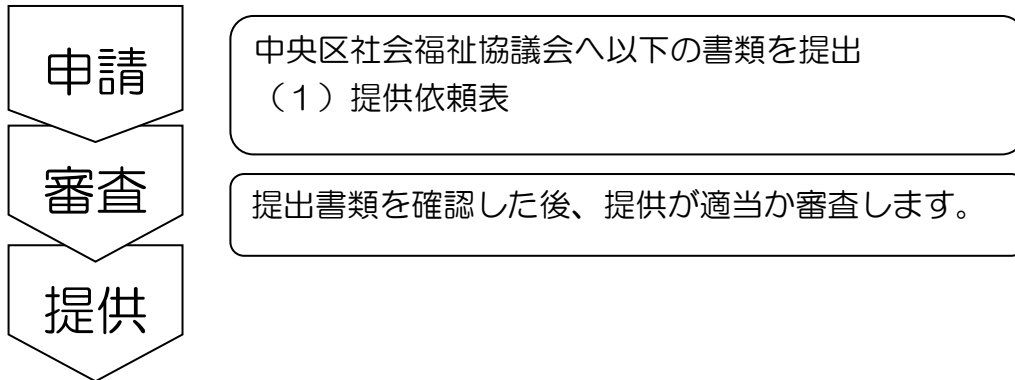 申請
中央区社会福祉協議会へ以下の書類を提出
（１）提供依頼表
審査
提出書類を確認した後、提供が適当か審査します。
提供